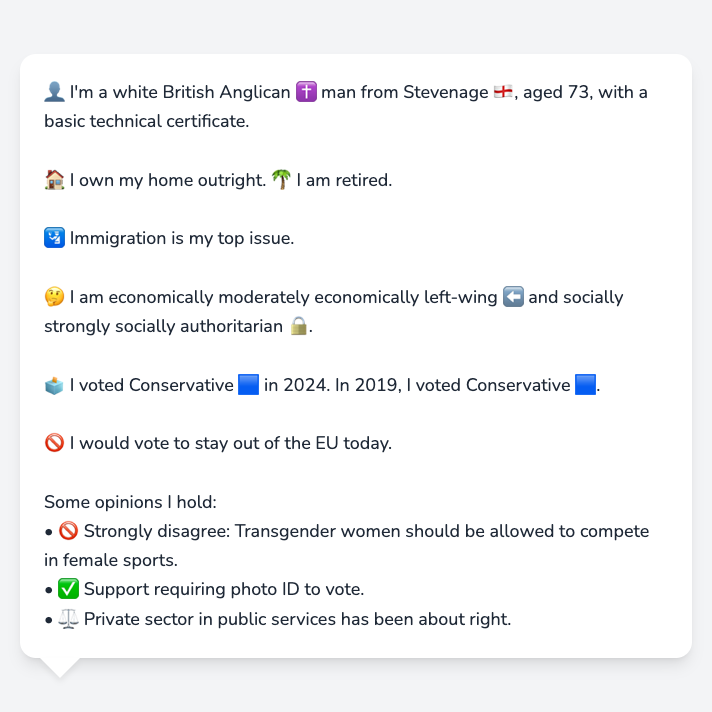 👤 I'm a white British Anglican ✝️ man from Stevenage 🏴󠁧󠁢󠁥󠁮󠁧󠁿, aged 73, with a
basic technical certificate.
🏠 I own my home outright. 🌴 I am retired.
🛂 Immigration is my top issue.
🤔 I am economically moderately economically left-wing ⬅️ and socially
strongly socially authoritarian 🔒.
🗳️ I voted Conservative 🟦 in 2024. In 2019, I voted Conservative 🟦.
🚫 I would vote to stay out of the EU today.
Some opinions I hold:
• 🚫 Strongly disagree: Transgender women should be allowed to compete
in female sports.
• ✅ Support requiring photo ID to vote.
• ⚖️ Private sector in public services has been about right.